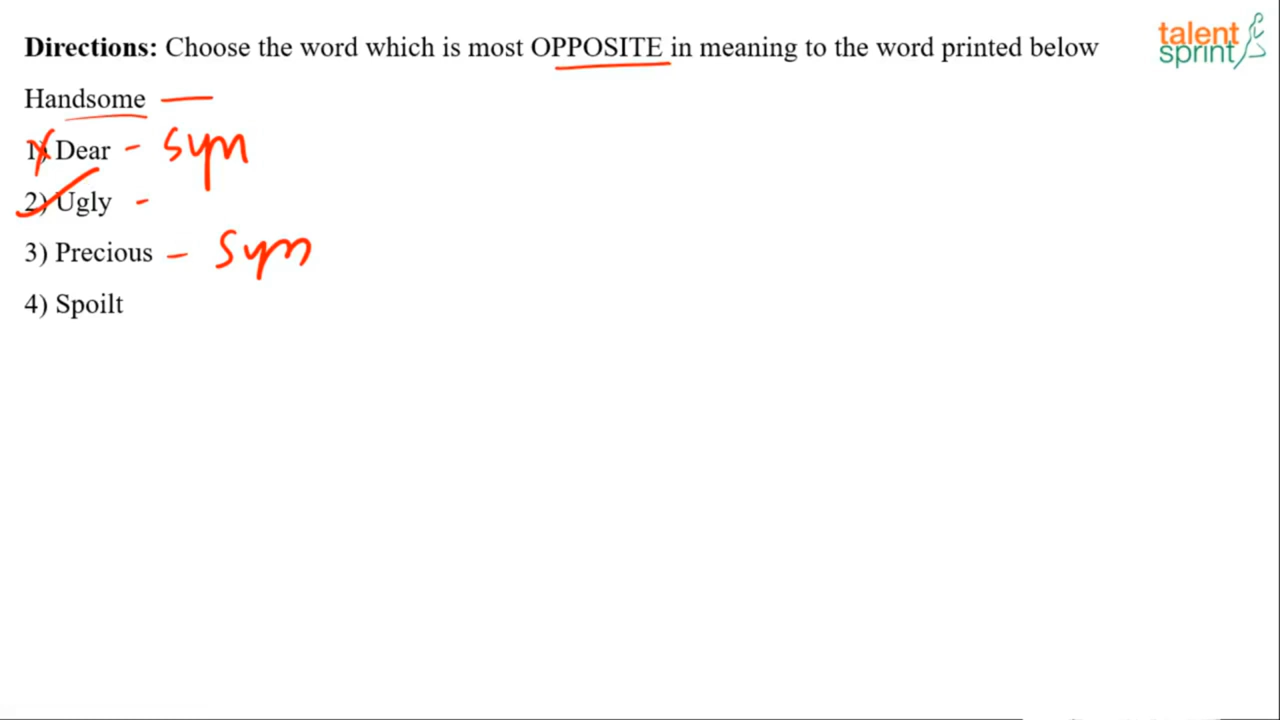 Directions: Choose the word which is most OPPOSITE in meaning to the word printed below
talent
sprint
Handsome —
1) Dear - Syn
2) Ugly -
3) Precious - Syn
4) Spoilt